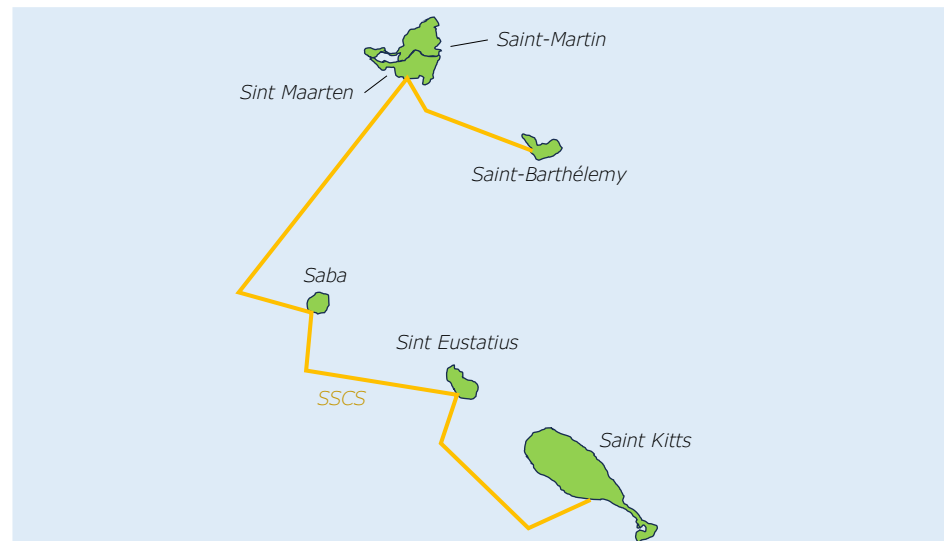 Saint-Martin
Sint Maarten
Saint-Barthélemy
Saba
Sint Eustatius
SSCS
Saint Kitts